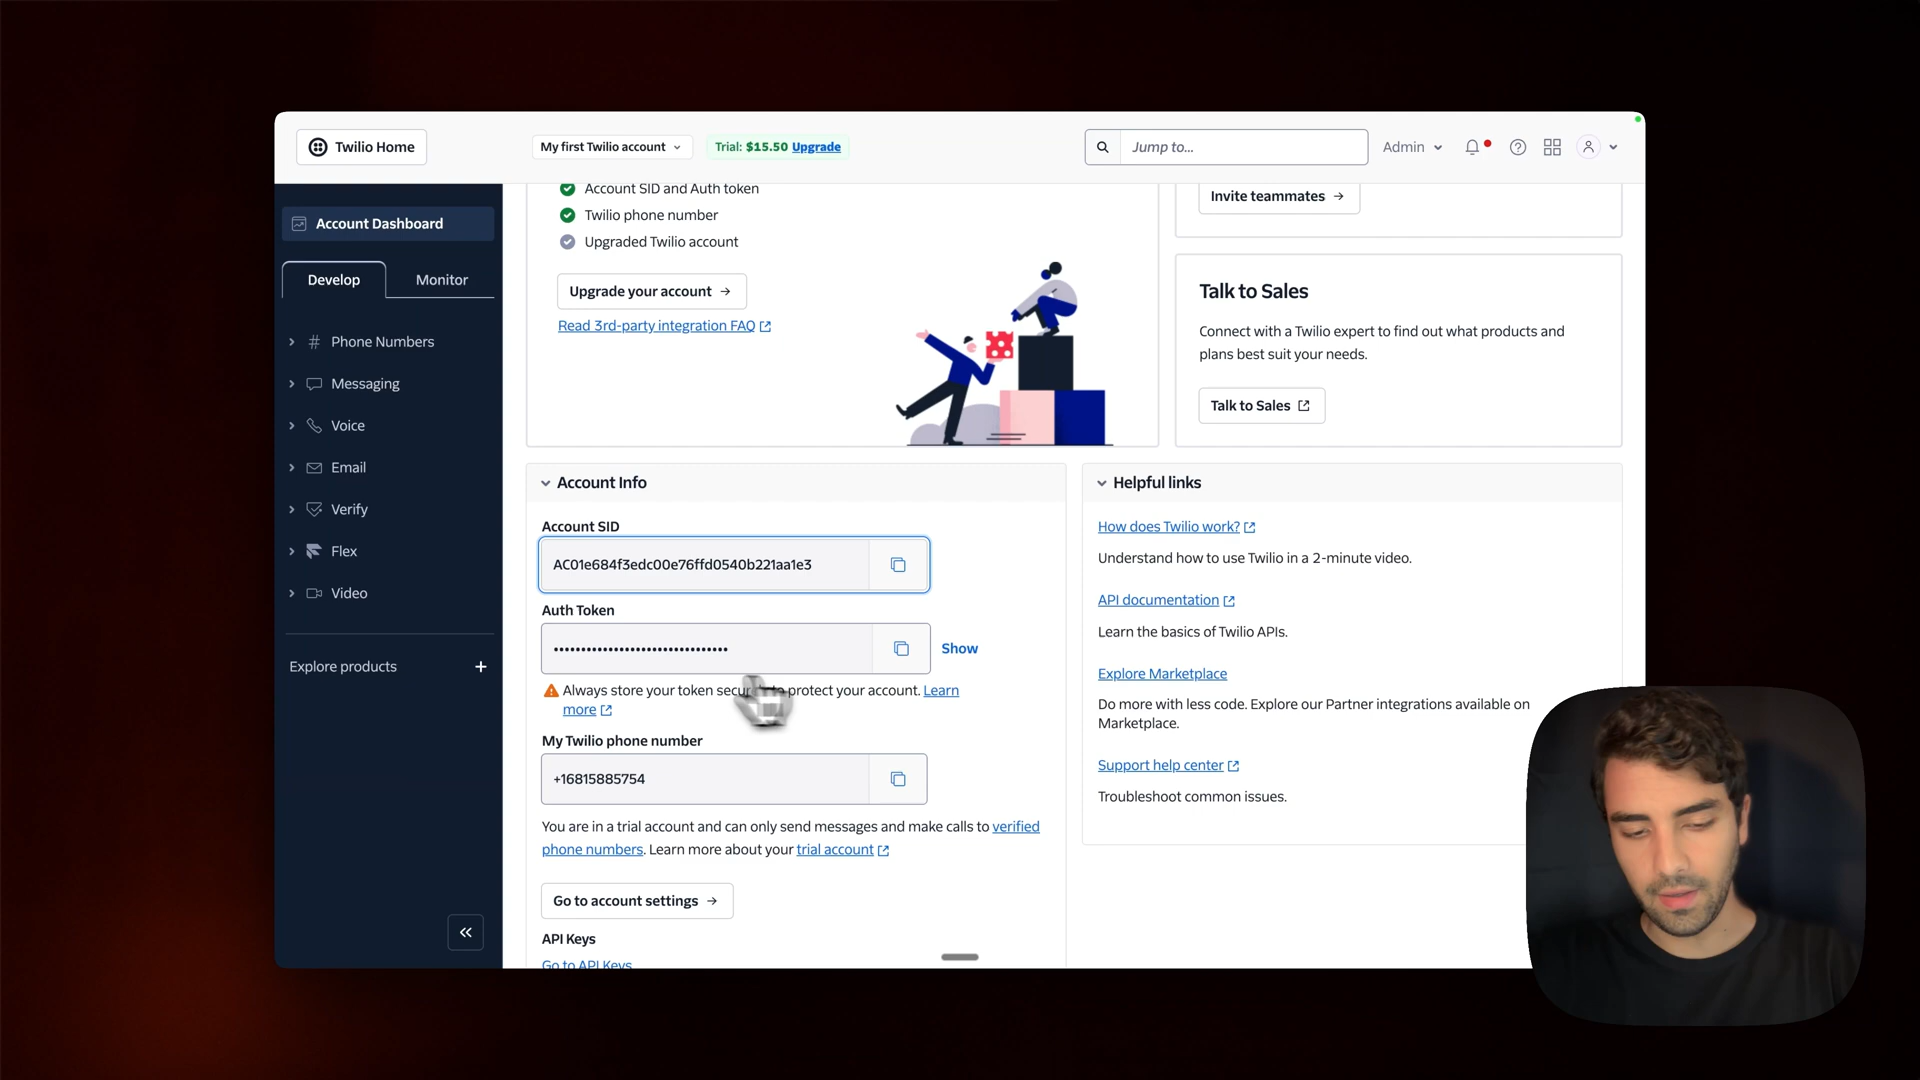 Twilio Home
My first Twilio account
Trial: $15.50 Upgrade
Jump to...
Admin
Account Dashboard
Develop
Monitor
Phone Numbers
Messaging
Voice
Email
Verify
Flex
Video
Explore products
Account SID and Auth token
Twilio phone number
Upgraded Twilio account
Upgrade your account
Read 3rd-party integration FAQ
Invite teammates
Talk to Sales
Connect with a Twilio expert to find out what products and
plans best suit your needs.
Talk to Sales
Account Info
Account SID
AC01e684f3edc00e76ffd0540b221aa1e3
Auth Token
Show
Always store your token protect your account. Learn
more
My Twilio phone number
+16815885754
You are in a trial account and can only send messages and make calls to verified
phone numbers. Learn more about your trial account
Go to account settings
API Keys
Go to API Keys
Helpful links
How does Twilio work?
Understand how to use Twilio in a 2-minute video.
API documentation
Learn the basics of Twilio APIs.
Explore Marketplace
Do more with less code. Explore our Partner integrations available on
Marketplace.
Support help center
Troubleshoot common issues.